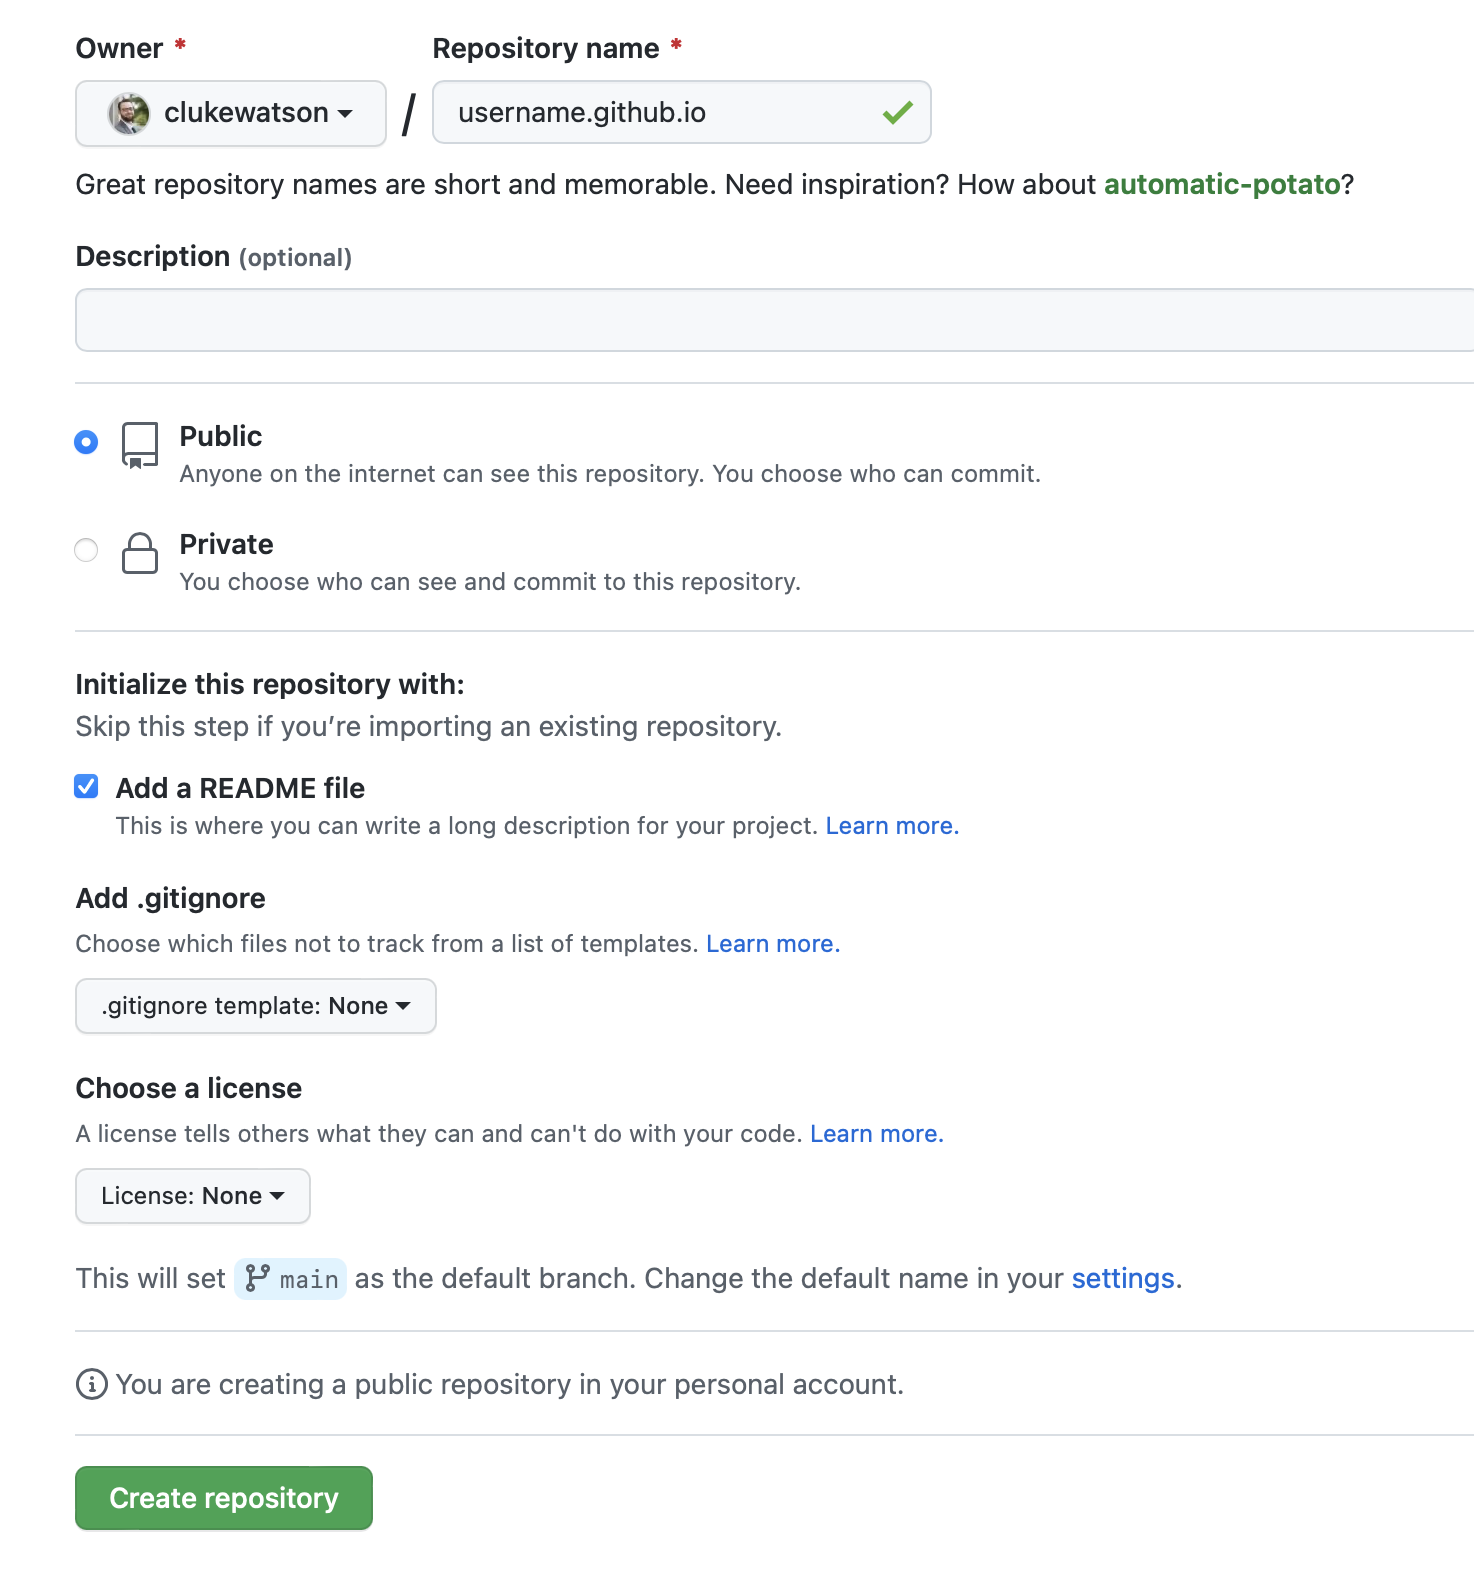 Owner * Repository name *
clukewatson / username.github.io
Great repository names are short and memorable. Need inspiration? How about automatic-potato?
Description (optional)
Public
Anyone on the internet can see this repository. You choose who can commit.
Private
You choose who can see and commit to this repository.
Initialize this repository with:
Skip this step if you’re importing an existing repository.
Add a README file
This is where you can write a long description for your project. Learn more.
Add .gitignore
Choose which files not to track from a list of templates. Learn more.
.gitignore template: None
Choose a license
A license tells others what they can and can't do with your code. Learn more.
License: None
This will set main as the default branch. Change the default name in your settings.
You are creating a public repository in your personal account.
Create repository